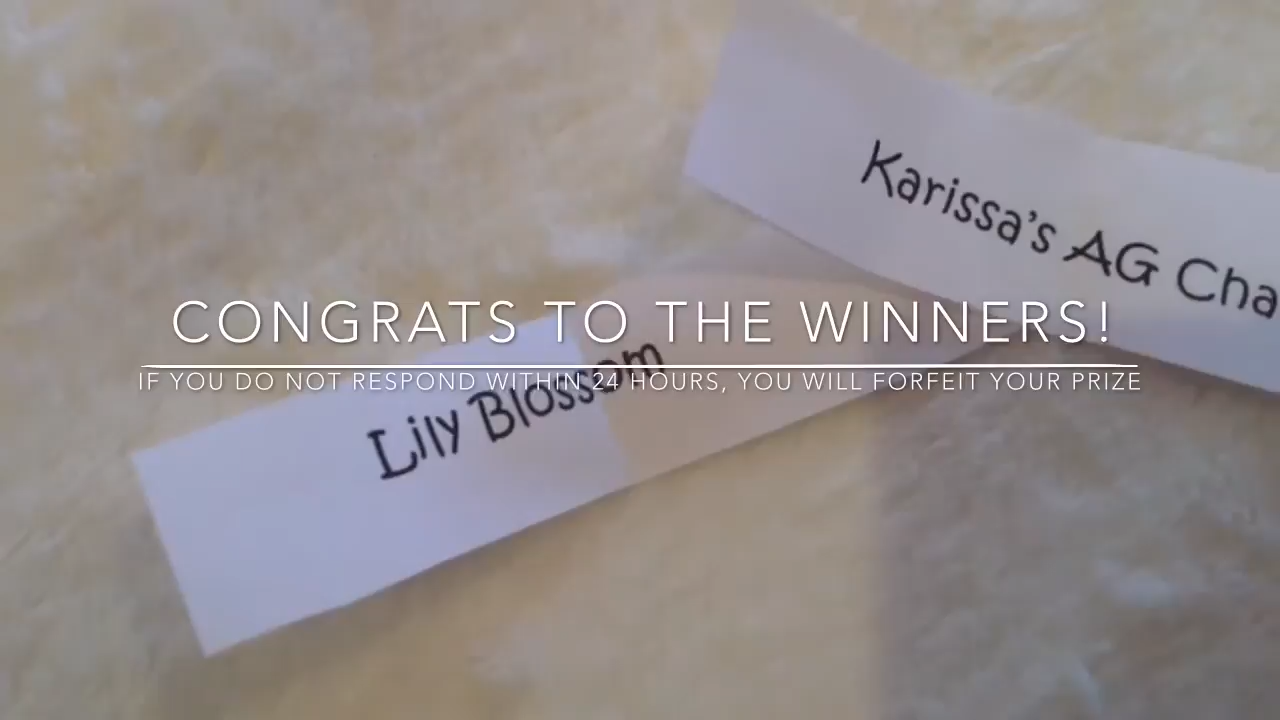 Karissa's AG Cha
CONGRATS TO THE WINNERS!
IF YOU DO NOT RESPOND WITHIN 24 HOURS, YOU WILL FORFEIT YOUR PRIZE
Lily Blossom